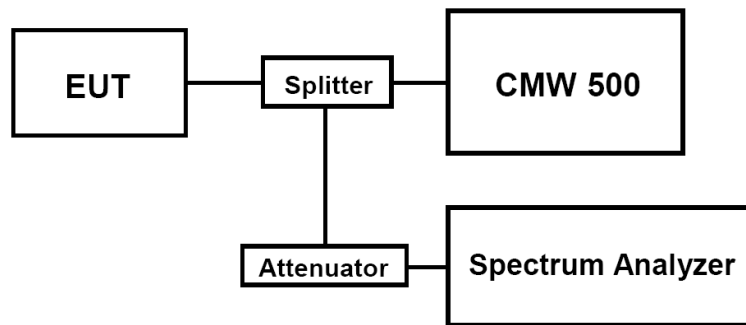 EUT
Splitter
CMW 500
Attenuator
Spectrum Analyzer